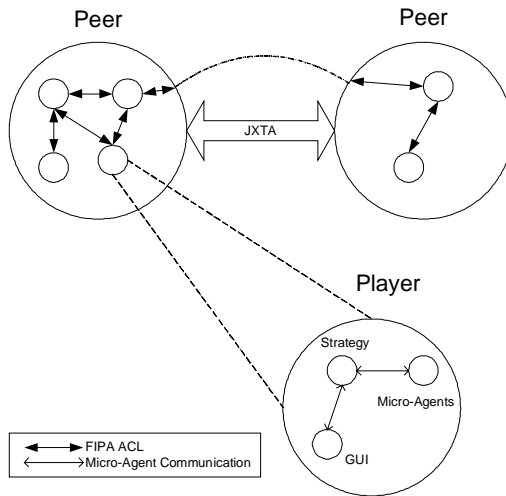 Peer
Peer
JXTA
Player
Strategy
Micro-Agents
GUI
FIPA ACL
Micro-Agent Communication